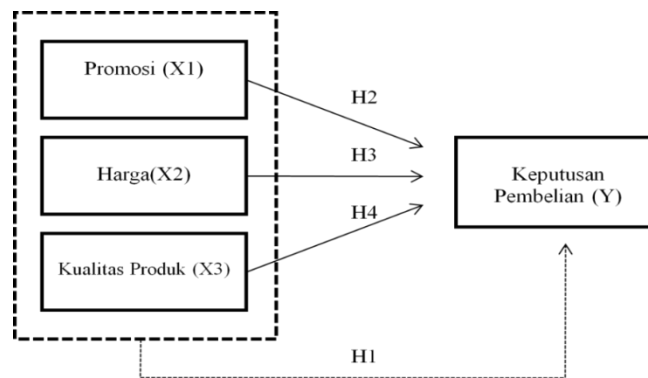 Promosi (X1)
H2
Harga(X2)
H3
Keputusan
Pembelian (Y)
H4
Kualitas Produk (X3)
H1